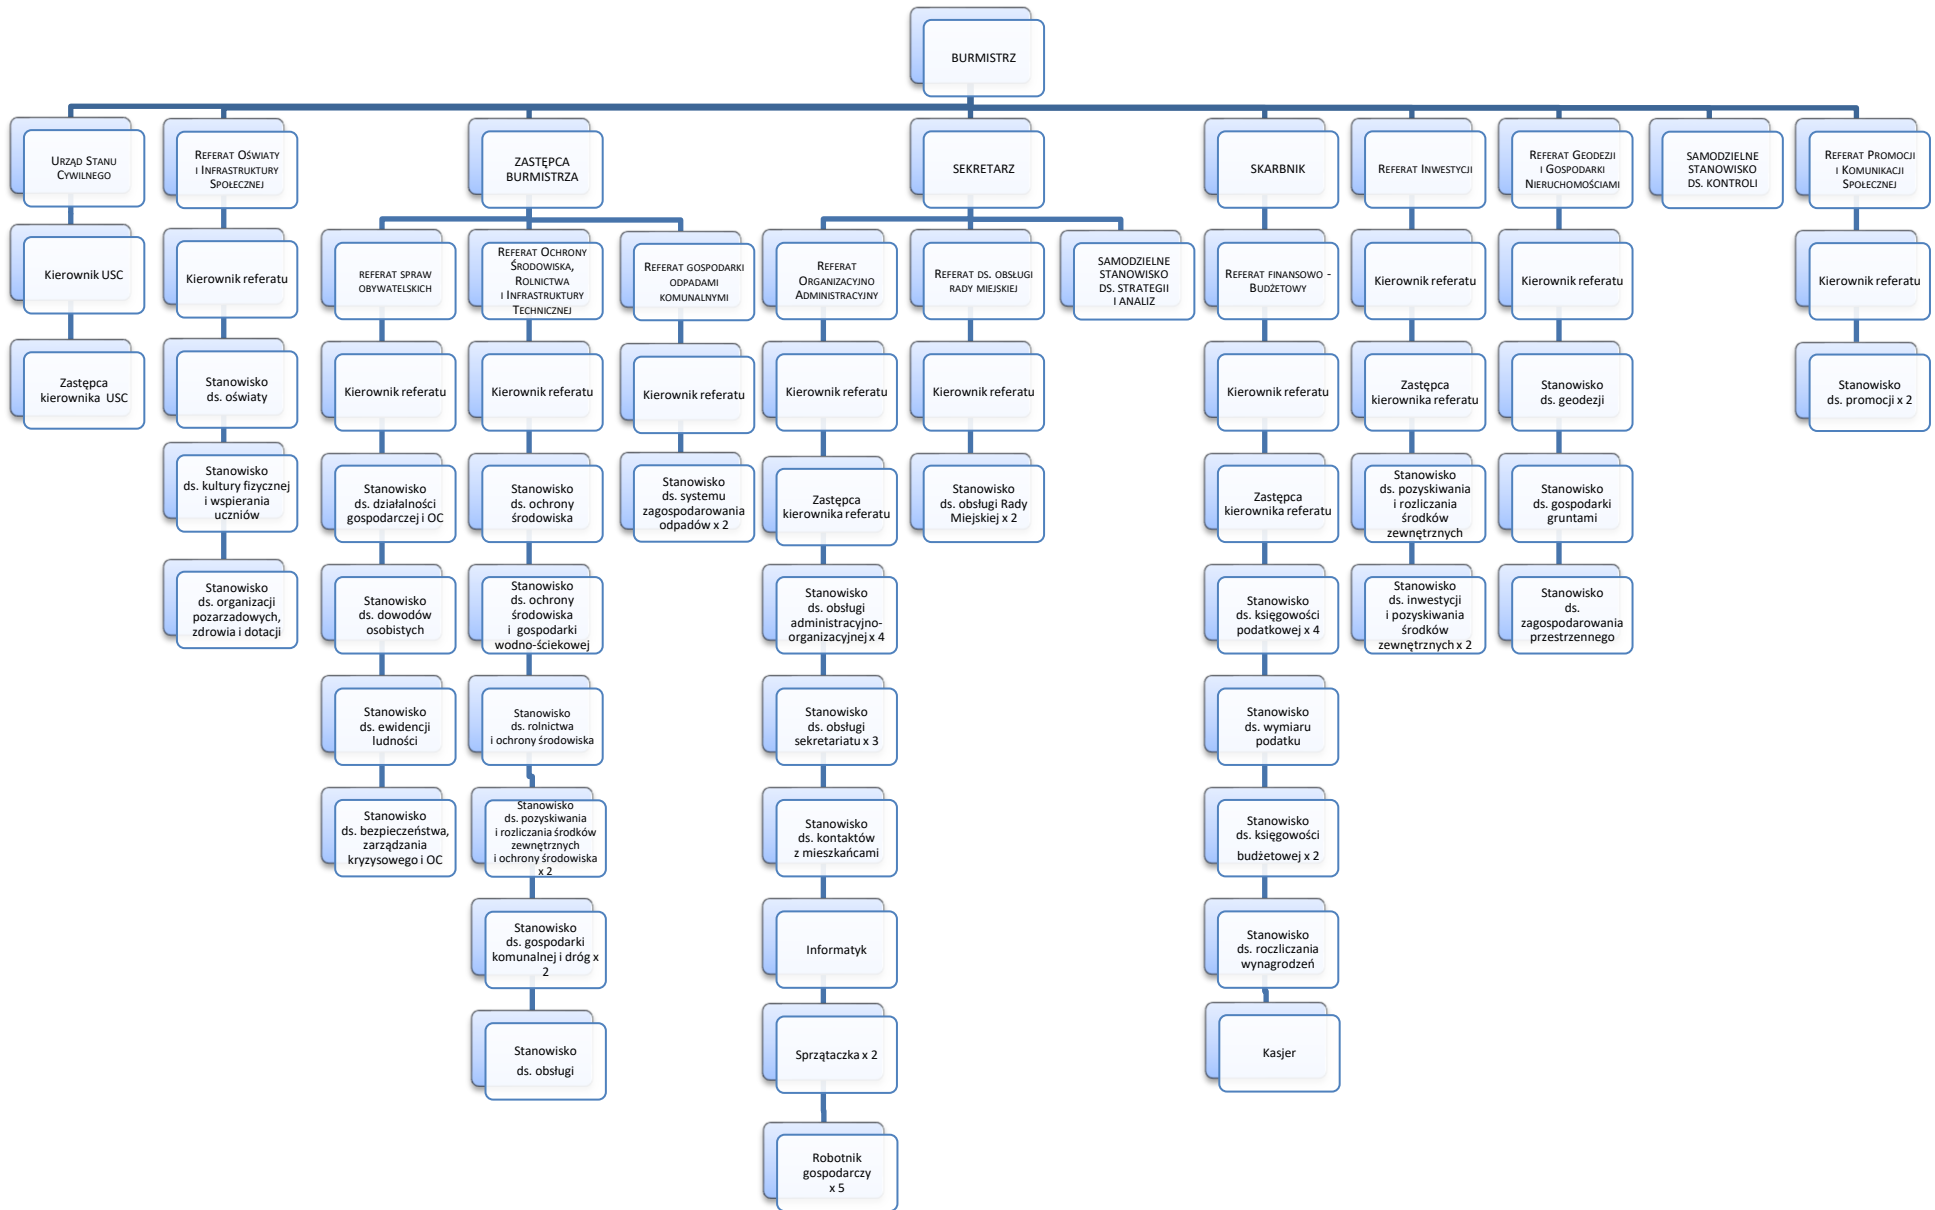 BURMISTRZ
URZĄD STANU
CYWILNEGO
REFERAT OŚWIATY
I INFRASTRUKTURY
SPOŁECZNEJ
ZASTĘPCA
BURMISTRZA
SEKRETARZ
SKARBNIK
REFERAT INWESTYCJI
REFERAT GEODEZJI
I GOSPODARKI
NIERUCHOMOŚCIAMI
SAMODZIELNE
STANOWISKO
DS. KONTROLI
REFERAT PROMOCJI
I KOMUNIKACJI
SPOŁECZNEJ
Kierownik USC
Kierownik referatu
REFERAT SPRAW
OBYWATELSKICH
REFERAT OCHRONY
ŚRODOWISKA,
ROLNICTWA
I INFRASTRUKTURY
TECHNICZNEJ
REFERAT GOSPODARKI
ODPADAMI
KOMUNALNYMI
REFERAT
ORGANIZACYJNO
ADMINISTRACYJNY
REFERAT DS. OBSŁUGI
RADY MIEJSKIEJ
SAMODZIELNE
STANOWISKO
DS. STRATEGII
I ANALIZ
REFERAT FINANSOWO -
BUDŻETOWY
Kierownik referatu
Kierownik referatu
Kierownik referatu
Zastępca
kierownika  USC
Stanowisko
ds. oświaty
Kierownik referatu
Kierownik referatu
Kierownik referatu
Kierownik referatu
Kierownik referatu
Kierownik referatu
Zastępca
kierownika referatu
Stanowisko
ds. geodezji
Stanowisko
ds. promocji x 2
Stanowisko
ds. kultury fizycznej
i wspierania
uczniów
Stanowisko
ds. działalności
gospodarczej i OC
Stanowisko
ds. ochrony
środowiska
Stanowisko
ds. systemu
zagospodarowania
odpadów x 2
Zastępca
kierownika referatu
Stanowisko
ds. obsługi Rady
Miejskiej x 2
Zastępca
kierownika referatu
Stanowisko
ds. pozyskiwania
i rozliczania
środków
zewnętrznych
Stanowisko
ds. gospodarki
gruntami
Stanowisko
ds. organizacji
pozarzadowych,
zdrowia i dotacji
Stanowisko
ds. dowodów
osobistych
Stanowisko
ds. ochrony
środowiska
i  gospodarki
wodno-ściekowej
Stanowisko
ds. obsługi
administracyjno-
organizacyjnej x 4
Stanowisko
ds. księgowości
podatkowej x 4
Stanowisko
ds. inwestycji
i pozyskiwania
środków
zewnętrznych x 2
Stanowisko
ds.
zagospodarowania
przestrzennego
Stanowisko
ds. ewidencji
ludności
Stanowisko
ds. rolnictwa
i ochrony środowiska
Stanowisko
ds. obsługi
sekretariatu x 3
Stanowisko
ds. wymiaru
podatku
Stanowisko
ds. bezpieczeństwa,
zarządzania
kryzysowego i OC
Stanowisko
ds. pozyskiwania
i rozliczania środków
zewnętrznych
i ochrony środowiska
x 2
Stanowisko
ds. kontaktów
z mieszkańcami
Stanowisko
ds. księgowości
budżetowej x 2
Stanowisko
ds. gospodarki
komunalnej i dróg x
2
Informatyk
Stanowisko
ds. roczliczania
wynagrodzeń
Stanowisko
ds. obsługi
Sprzątaczka x 2
Kasjer
Robotnik
gospodarczy
x 5